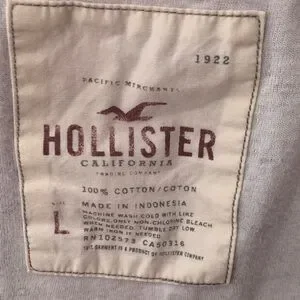 1922
PACIFIC MERCHANTS
HOLLISTER
CALIFORNIA
TRADING COMPANY
100% COTTON/COTON
SIZE L
MADE IN INDONESIA
MACHINE WASH COLD WITH LIKE
COLORS, ONLY NON-CHLORINE BLEACH
WHEN NEEDED. TUMBLE DRY LOW
WARM IRON IF NEEDED.
RN102573 CA50316
THIS GARMENT IS A PRODUCT OF HOLLISTER COMPANY